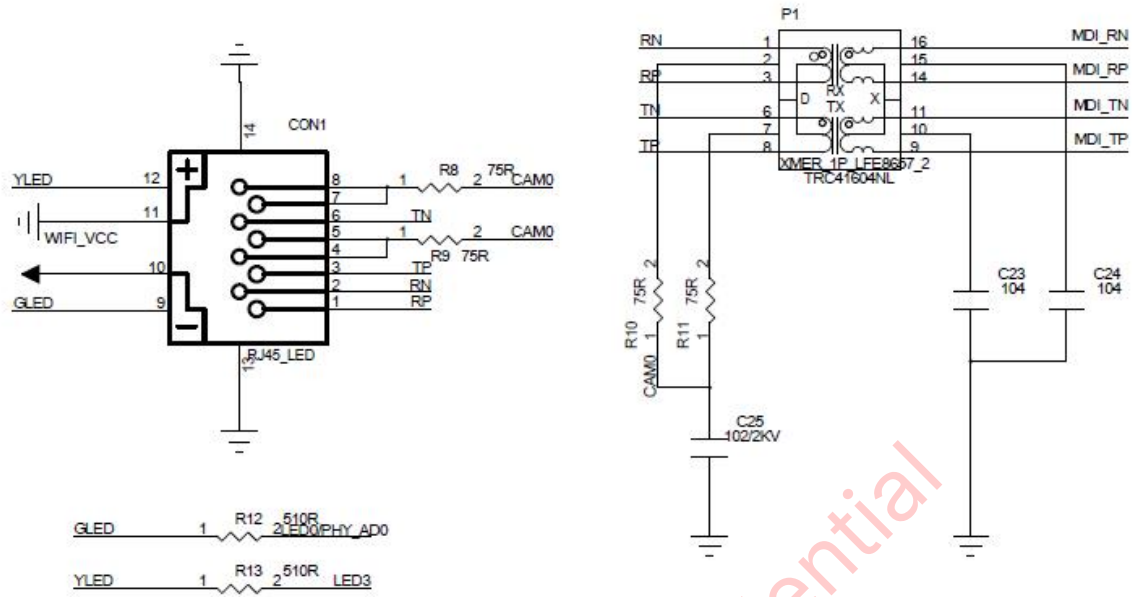 P1
RN 1 16 MDI_RN
2 15
RP 3 14 MDI_RP
D RX X
TX
TN 6 11 MDI_TN
7 10
TP 8 9 MDI_TP
XMER_1P_LFE8657_2
TRC41604NL
14
CON1
YLED 12
11
WIFI_VCC
10
GLED 9
8 1 R8 75R 2 CAM0
7
6 TN
5 1 2 CAM0
4 R9 75R
3 TP
2 RN
1 RP
RJ45_LED
13
2 75R R10 1
2 75R R11 1
CAM0
C23
104
C24
104
C25
102/2KV
GLED 1 R12 510R 2 LED0/PHY_AD0
YLED 1 R13 510R 2 LED3